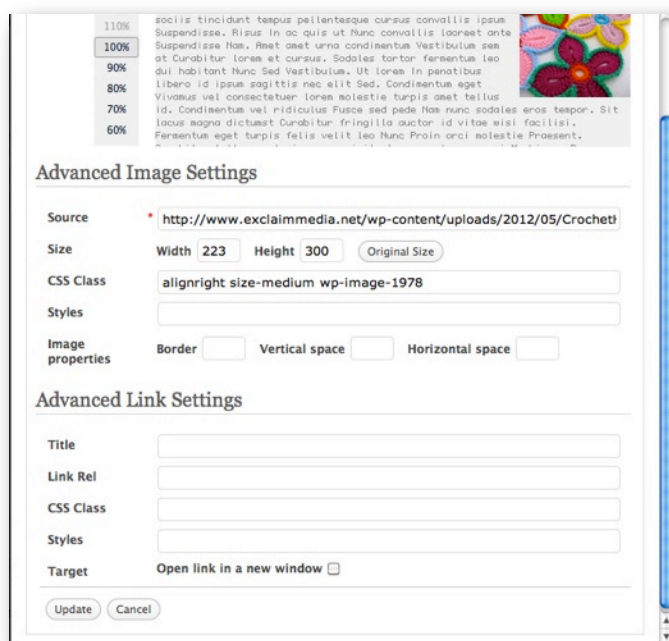 sociis tincidunt tempus pellentesque cursus convallis ipsum
110%
Suspendisse. Risus In ac quis ut Nunc convallis laoreet ante
100%
Suspendisse Nam. Amet amet urna condimentum Vestibulum sem
at Curabitur lorem et cursus. Sodales tortor fermentum leo
90%
dui habitant Nunc Sed Vestibulum. Ut lorem In penatibus
80%
libero id ipsum sagittis nec elit Sed. Condimentum eget
Vivamus vel consectetuer lorem molestie turpis amet tellus
70%
id. Condimentum vel ridiculus Fusce sed pede Nam nunc sodales eros tempor. Sit
lacus magna dictumst Curabitur fringilla auctor id vitae wisi facilisi.
60%
Fermentum eget turpis felis velit leo Nunc Proin orci molestie Praesent.
Advanced Image Settings
Source * http://www.exclaimmedia.net/wp-content/uploads/2012/05/Crochet
Size Width 223 Height 300 Original Size
CSS Class alignright size-medium wp-image-1978
Styles
Image properties Border Vertical space Horizontal space
Advanced Link Settings
Title
Link Rel
CSS Class
Styles
Target Open link in a new window
Update Cancel